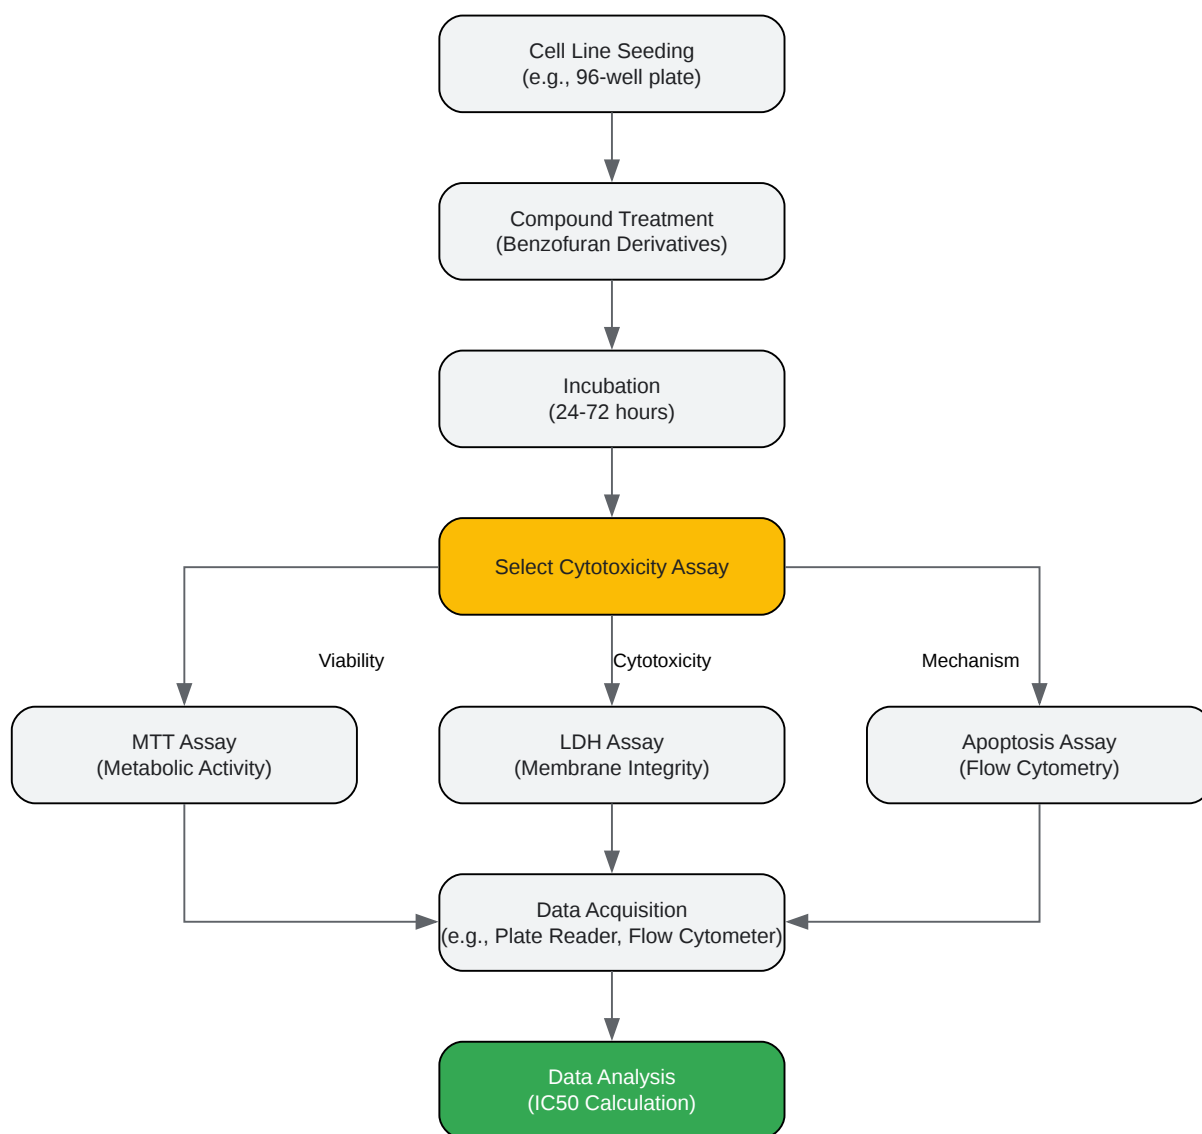 Cell Line Seeding
(e.g., 96-well plate)
Compound Treatment
(Benzofuran Derivatives)
Incubation
(24-72 hours)
Select Cytotoxicity Assay
Viability
Cytotoxicity
Mechanism
MTT Assay
(Metabolic Activity)
LDH Assay
(Membrane Integrity)
Apoptosis Assay
(Flow Cytometry)
Data Acquisition
(e.g., Plate Reader, Flow Cytometer)
Data Analysis
(IC50 Calculation)